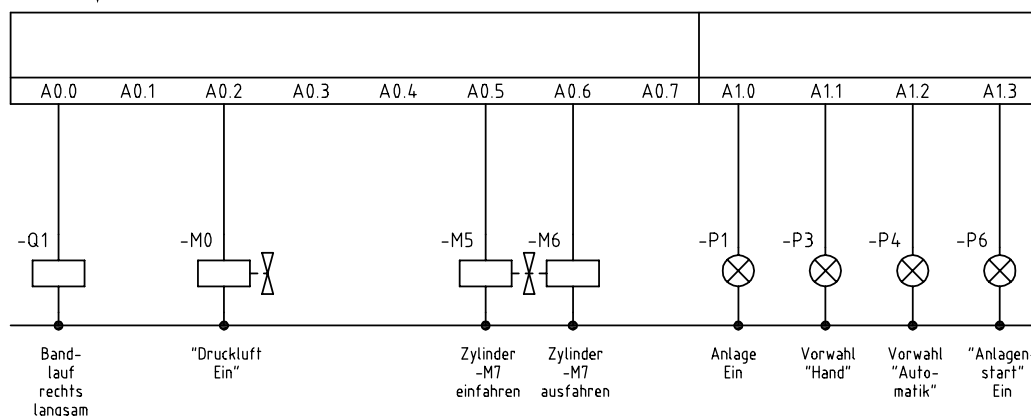 A0.0 A0.1 A0.2 A0.3 A0.4 A0.5 A0.6 A0.7 A1.0 A1.1 A1.2 A1.3
-Q1 -M0 -M5 -M6 -P1 -P3 -P4 -P6
Band-
lauf
rechts
langsam
"Druckluft
Ein"
Zylinder
-M7
einfahren
Zylinder
-M7
ausfahren
Anlage
Ein
Vorwahl
"Hand"
Vorwahl
"Auto-
matik"
"Anlagen-
start"
Ein